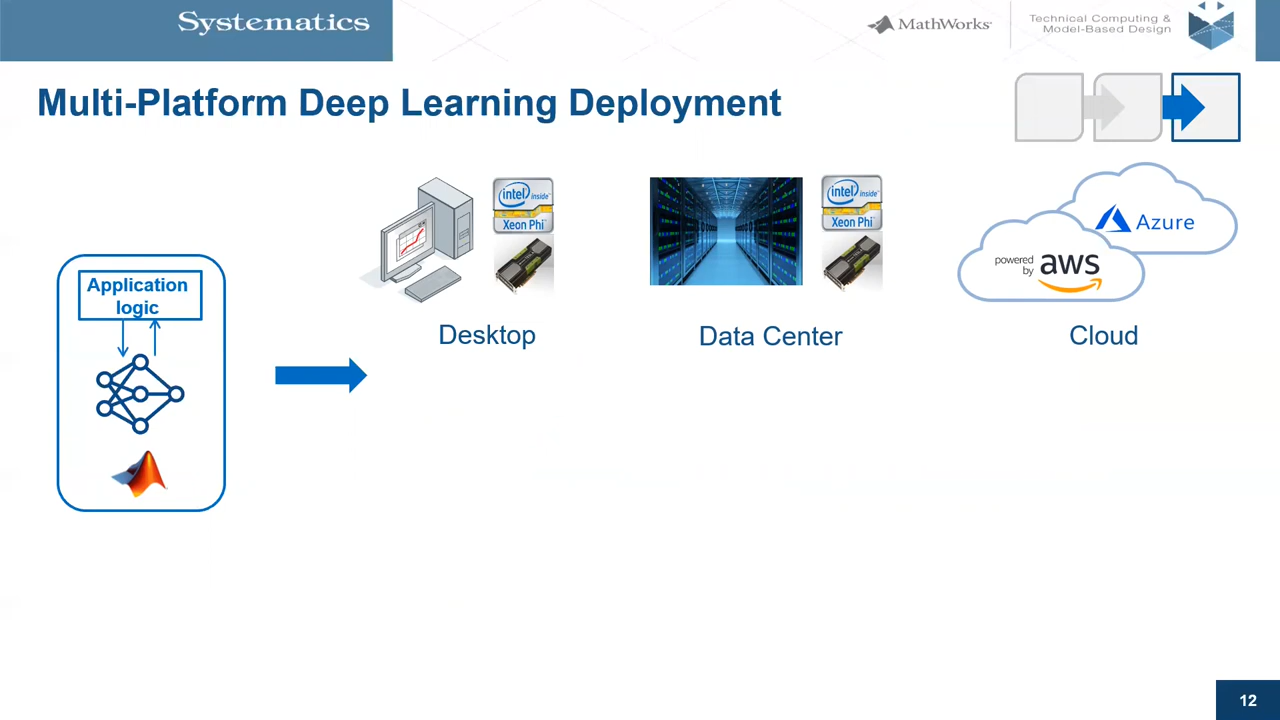 Systematics
MathWorks
Technical Computing &
Model-Based Design
Multi-Platform Deep Learning Deployment
Application
logic
intel inside
Xeon Phi
Desktop
intel inside
Xeon Phi
Data Center
Azure
powered
by
aws
Cloud
12